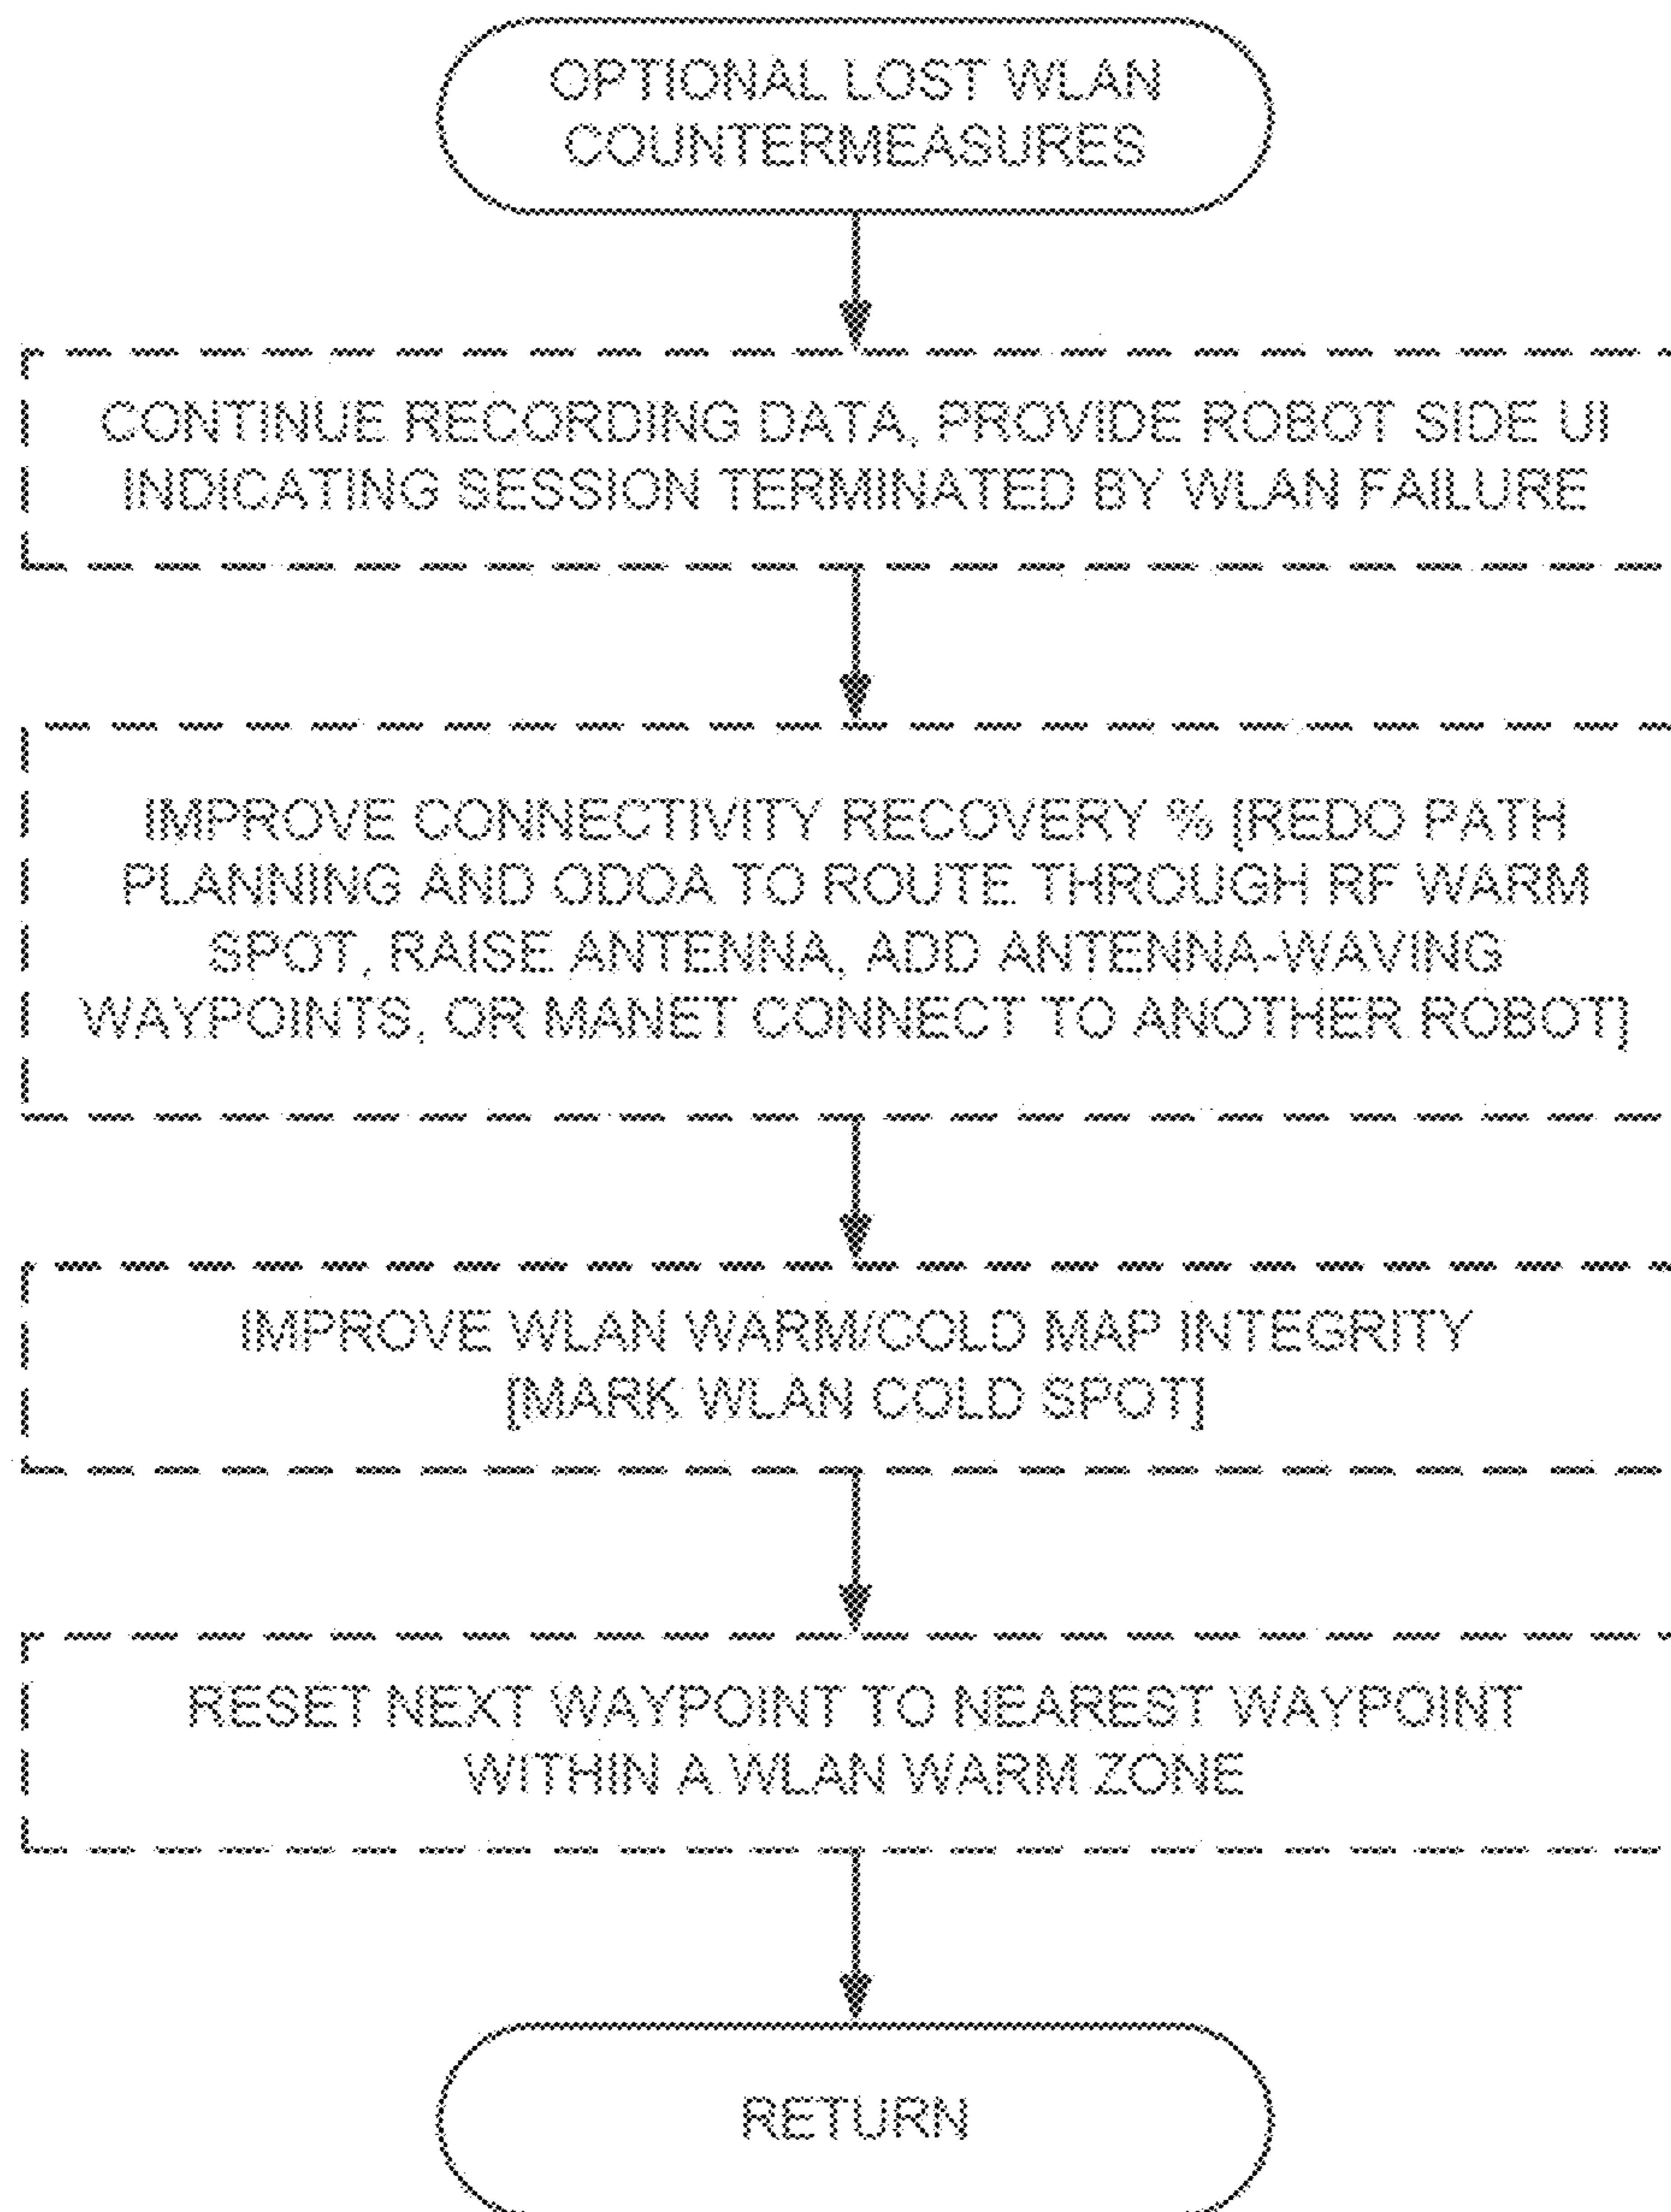 OPTIONAL LOST WLAN
COUNTERMEASURES
CONTINUE RECORDING DATA, PROVIDE ROBOT SIDE UI
INDICATING SESSION TERMINATED BY WLAN FAILURE
IMPROVE CONNECTIVITY RECOVERY % [REDO PATH
PLANNING AND ODOA TO ROUTE THROUGH RF WARM
SPOT, RAISE ANTENNA, ADD ANTENNA-WAVING
WAYPOINTS, OR MANET CONNECT TO ANOTHER ROBOT]
IMPROVE WLAN WARM/COLD MAP INTEGRITY
[MARK WLAN COLD SPOT]
RESET NEXT WAYPOINT TO NEAREST WAYPOINT
WITHIN A WLAN WARM ZONE
RETURN